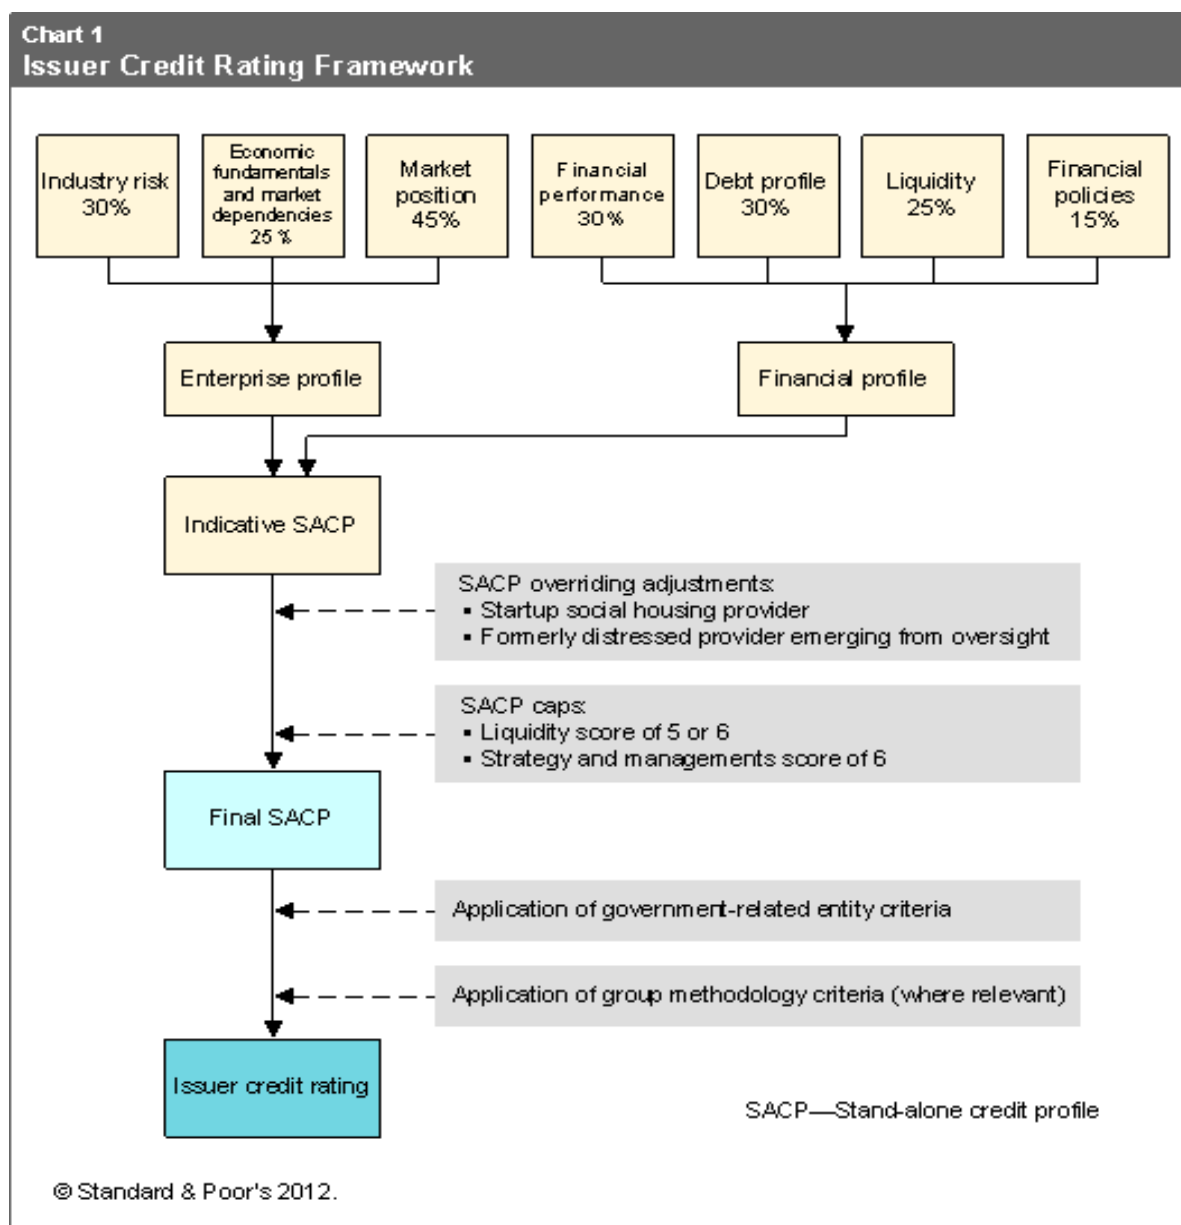 Chart 1
Issuer Credit Rating Framework
Industry risk
30%
Economic
fundamentals
and market
dependencies
25 %
Market
position
45%
Financial
performance
30%
Debt profile
30%
Liquidity
25%
Financial
policies
15%
Enterprise profile
Financial profile
Indicative SACP
SACP overriding adjustments:
▪ Startup social housing provider
▪ Formerly distressed provider emerging from oversight
SACP caps:
▪ Liquidity score of 5 or 6
▪ Strategy and managements score of 6
Final SACP
Application of government-related entity criteria
Application of group methodology criteria (where relevant)
Issuer credit rating
SACP—Stand-alone credit profile
© Standard & Poor's 2012.